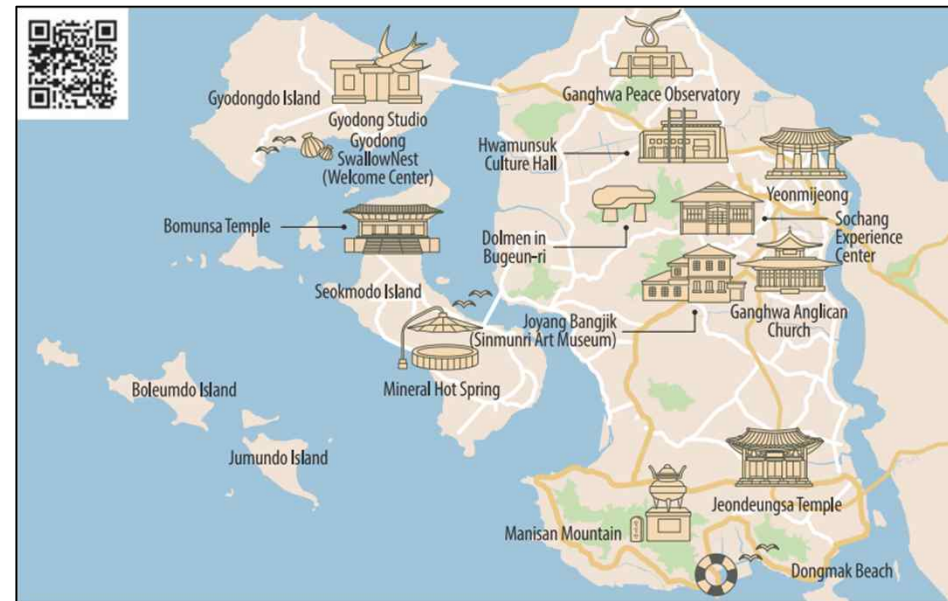 Ganghwa Peace Observatory
Gyodongdo Island
Gyodong Studio
Gyodong
SwallowNest
(Welcome Center)
Hwamunsuk
Culture Hall
Yeonmijeong
Bomunsa Temple
Dolmen in
Bugeun-ri
Sochang
Experience
Center
Seokmodo Island
Joyang Bangjik
(Sinmunri Art Museum)
Ganghwa Anglican
Church
Mineral Hot Spring
Boleumdo Island
Jumundo Island
Jeondeungsa Temple
Manisan Mountain
Dongmak Beach